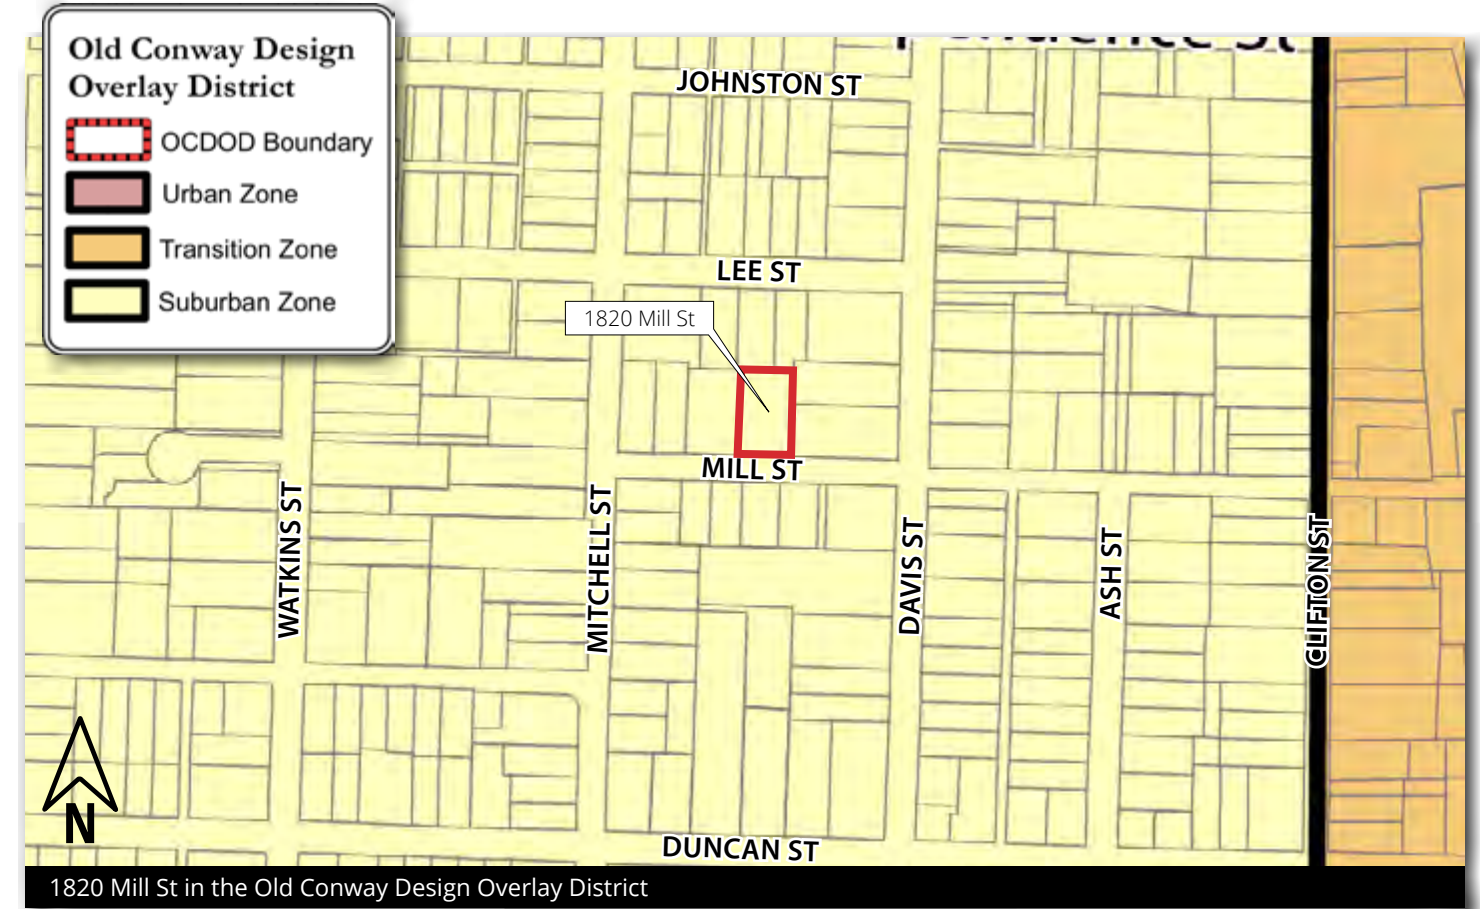 Old Conway Design
Overlay District
OCDOD Boundary
Urban Zone
Transition Zone
Suburban Zone
JOHNSTON ST
LEE ST
1820 Mill St
MILL ST
WATKINS ST
MITCHELL ST
DAVIS ST
ASH ST
CLIFTON ST
N
DUNCAN ST
1820 Mill St in the Old Conway Design Overlay District